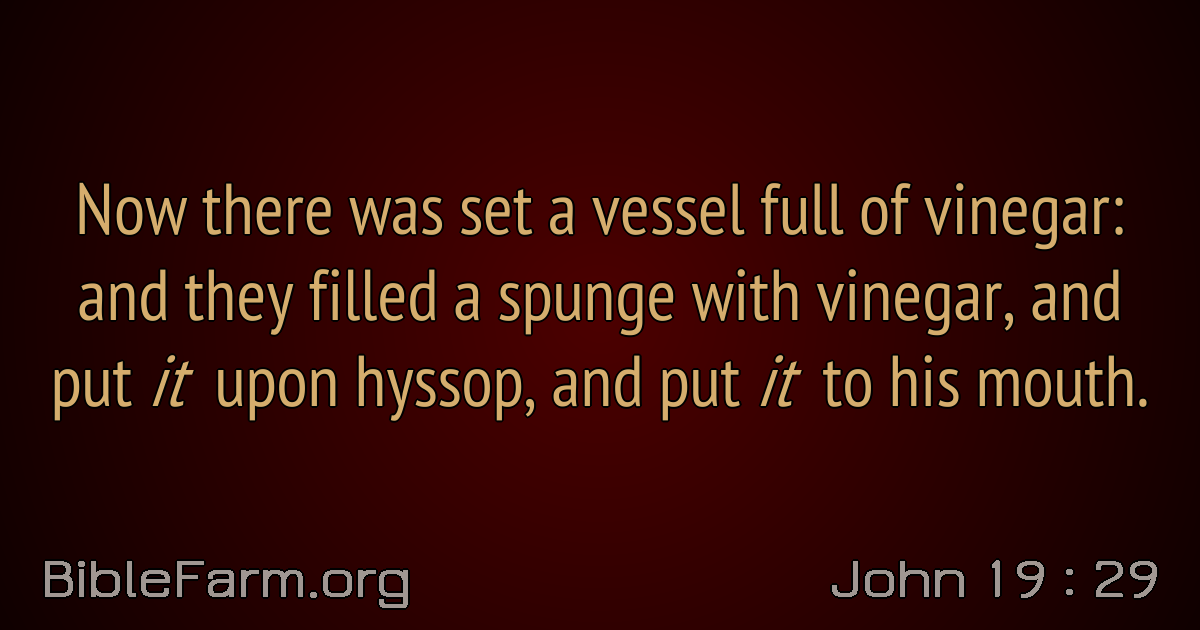 Now there was set a vessel full of vinegar:
and they filled a spunge with vinegar, and
put it upon hyssop, and put it to his mouth.
BibleFarm.org
John 19 : 29